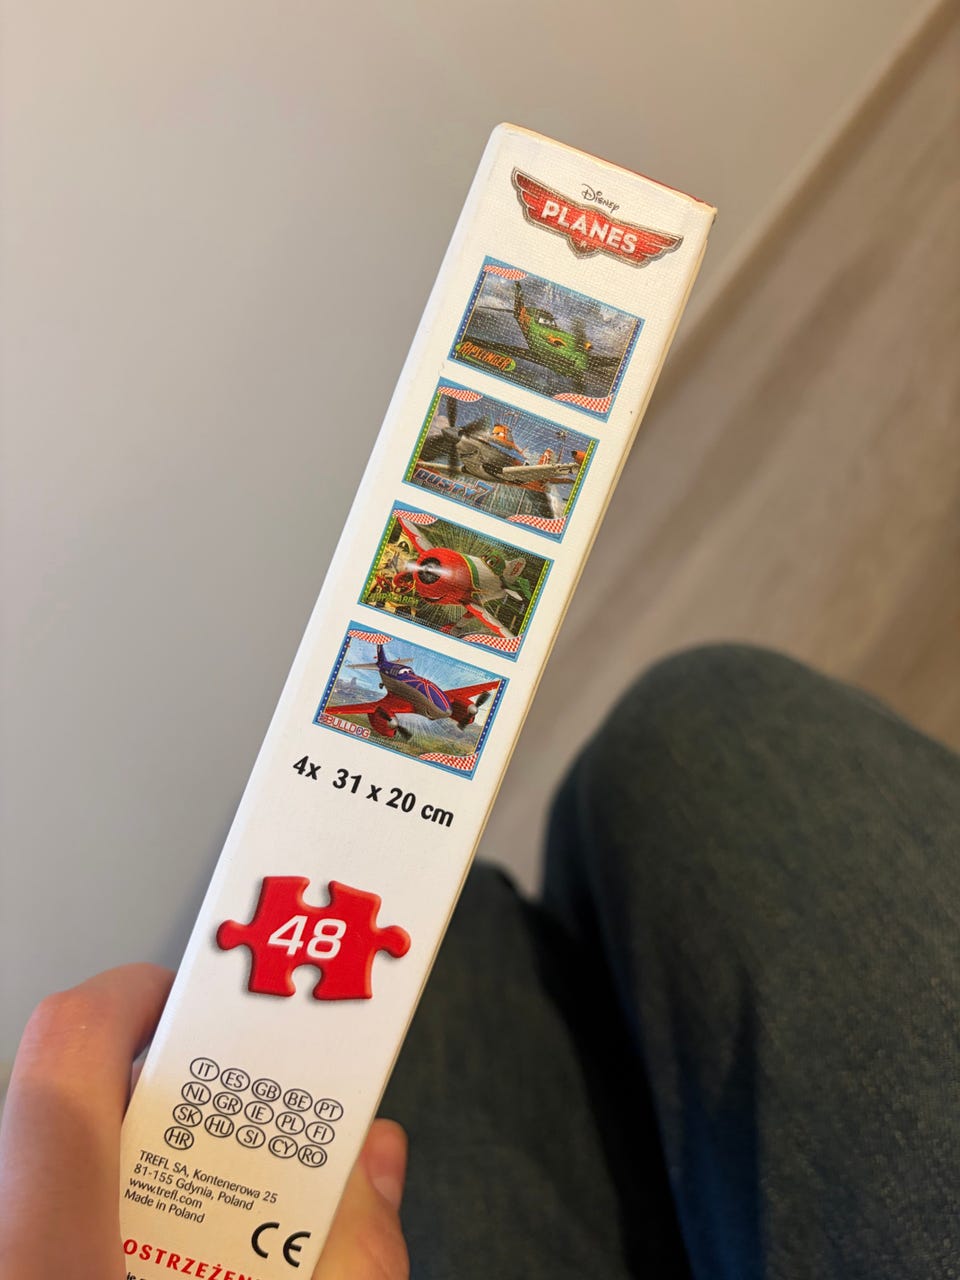 Disney
PLANES
RIPSLINGER
DUSTY 7
BULLDOG
4x 31 x 20 cm
48
IT ES GB BE PT
NL GR IE PL FI
SK HU SI CY RO
HR
TREFL SA, Kontenerowa 25
81-155 Gdynia, Poland
www.trefl.com
Made in Poland
CE